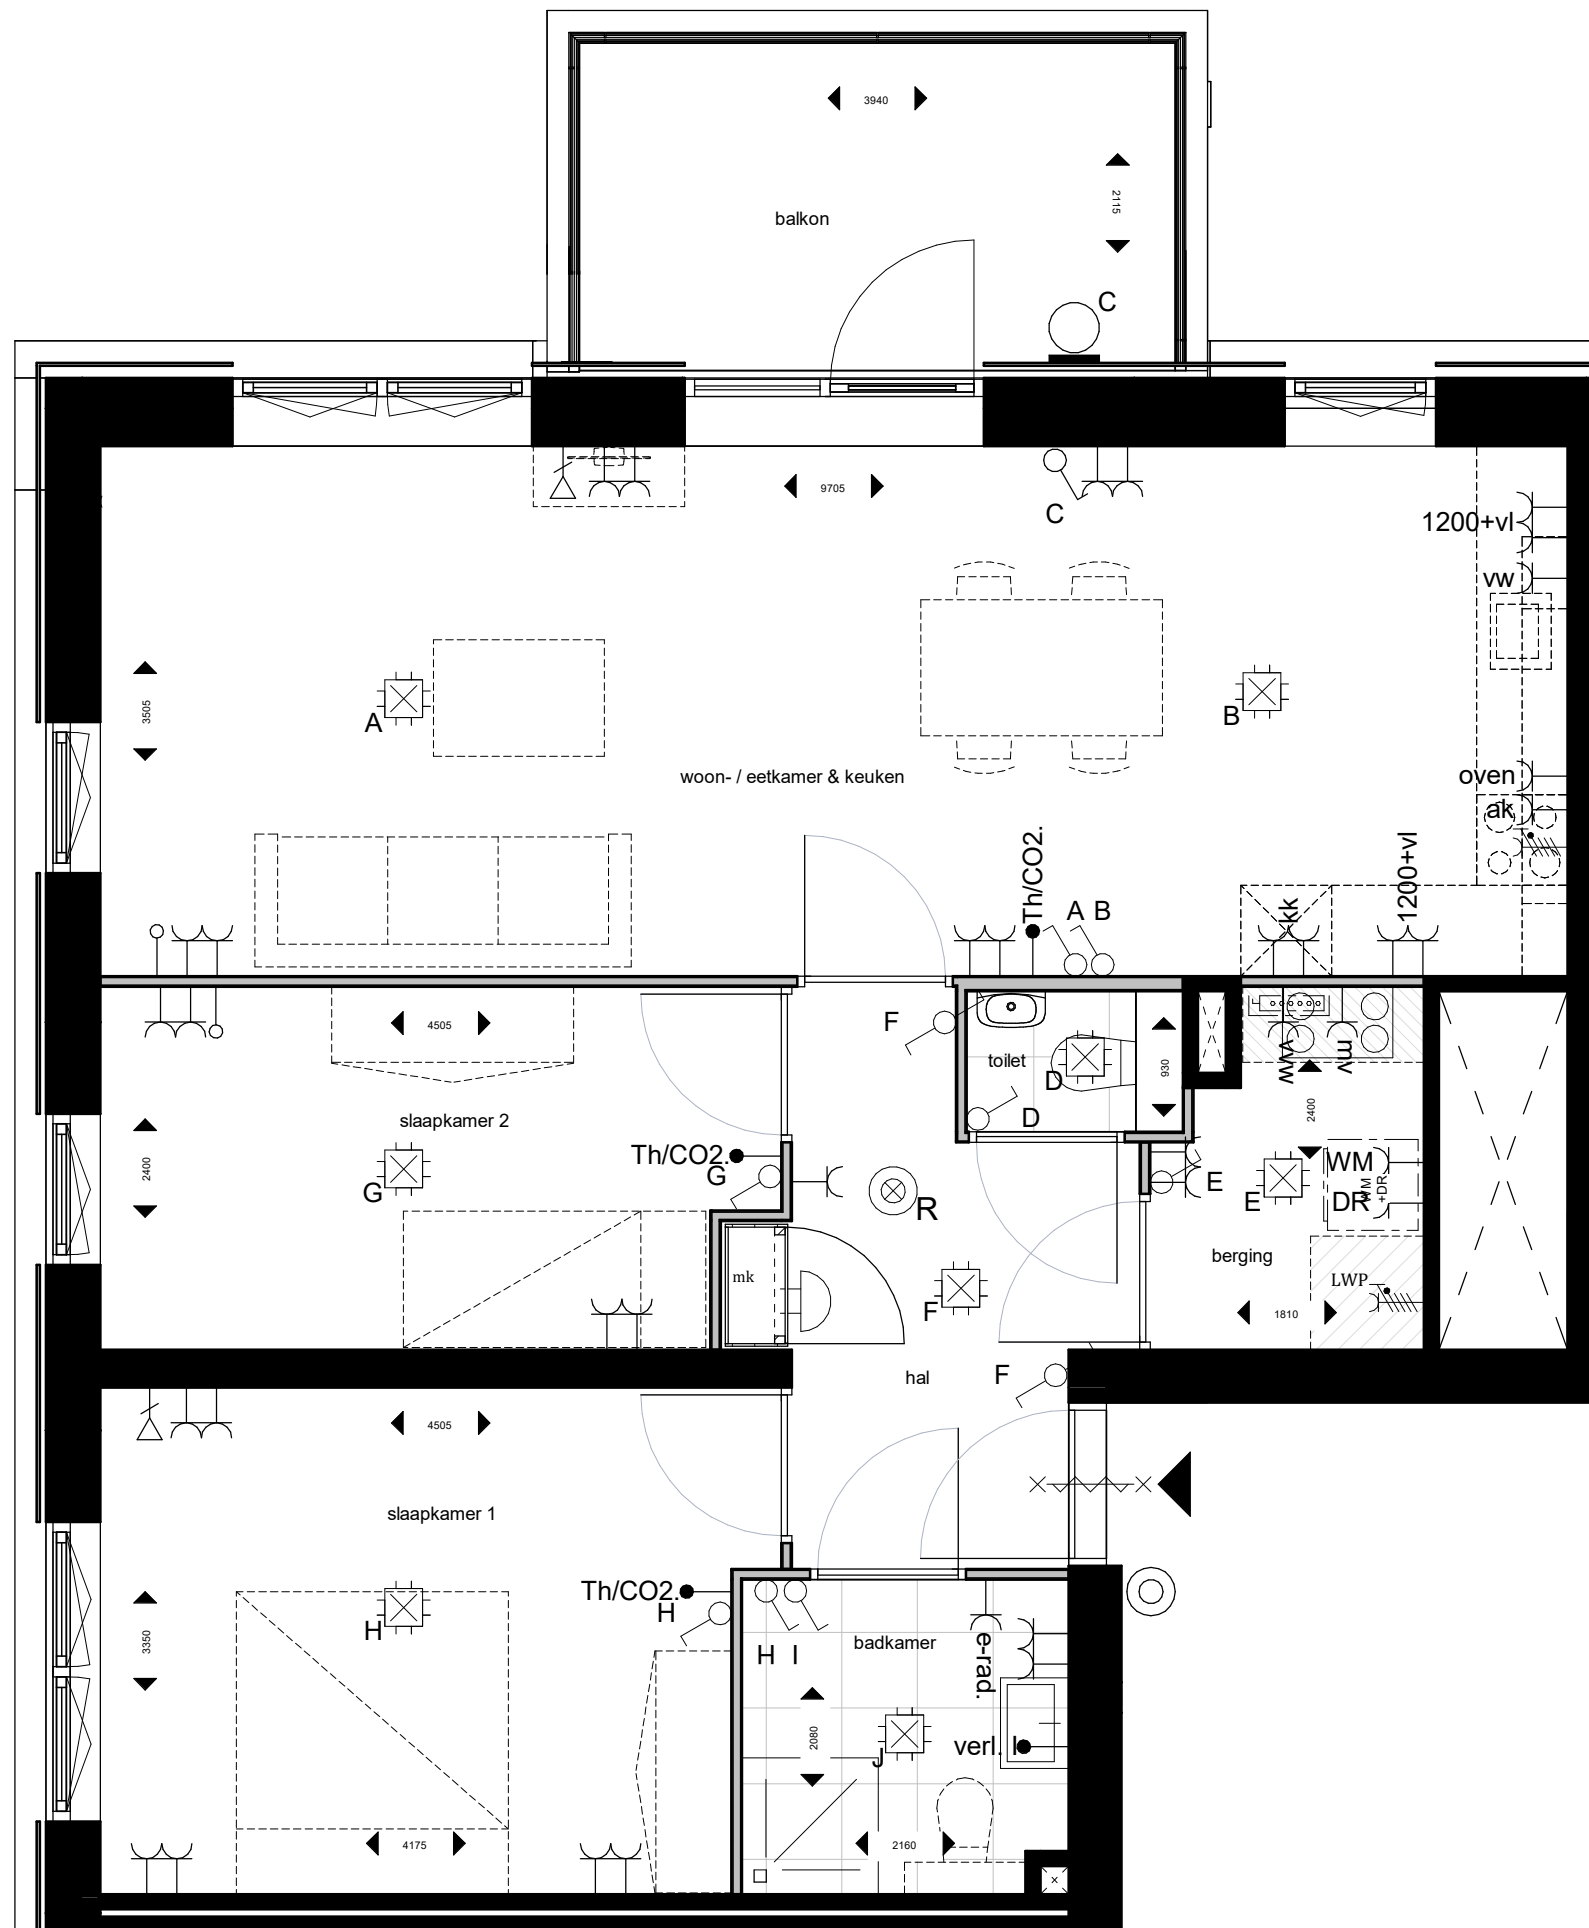 3940
2115
balkon
C
9705
C
1200+vl
vw
3505
A
B
woon- / eetkamer & keuken
oven
ak
Th/CO2.
A B
kk
1200+vl
4505
F
toilet
D
930
D
vw
mv
2400
slaapkamer 2
2400
Th/CO2.
G
G
R
E
E
WM
DR
WM
+DR
berging
mk
F
LWP
1810
hal
F
4505
slaapkamer 1
Th/CO2.
H
H
3350
H I
badkamer
e-rad.
2080
J
verl. I
4175
2160